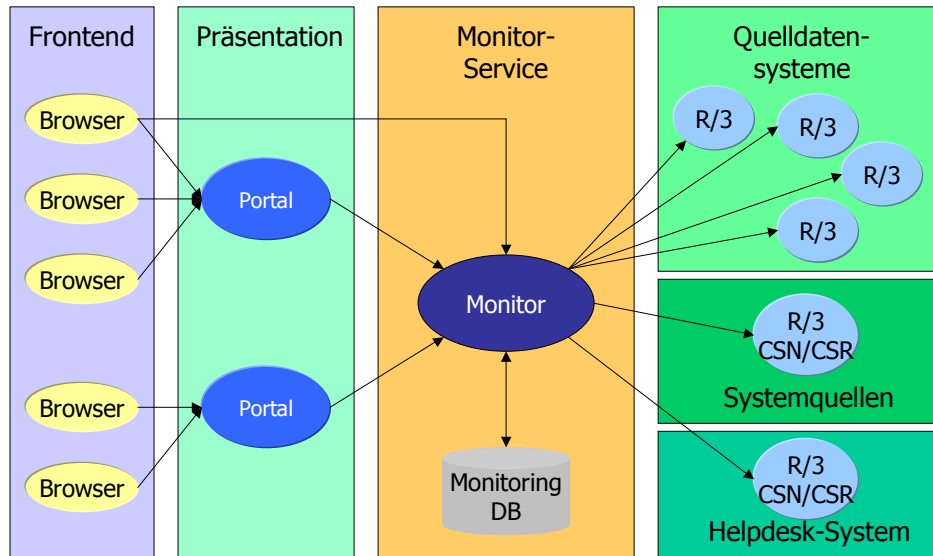 Frontend
Browser
Browser
Browser
Browser
Browser
Präsentation
Portal
Portal
Monitor-
Service
Monitor
Monitoring
DB
Quelldaten-
systeme
R/3
R/3
R/3
R/3
R/3
CSN/CSR
Systemquellen
R/3
CSN/CSR
Helpdesk-System